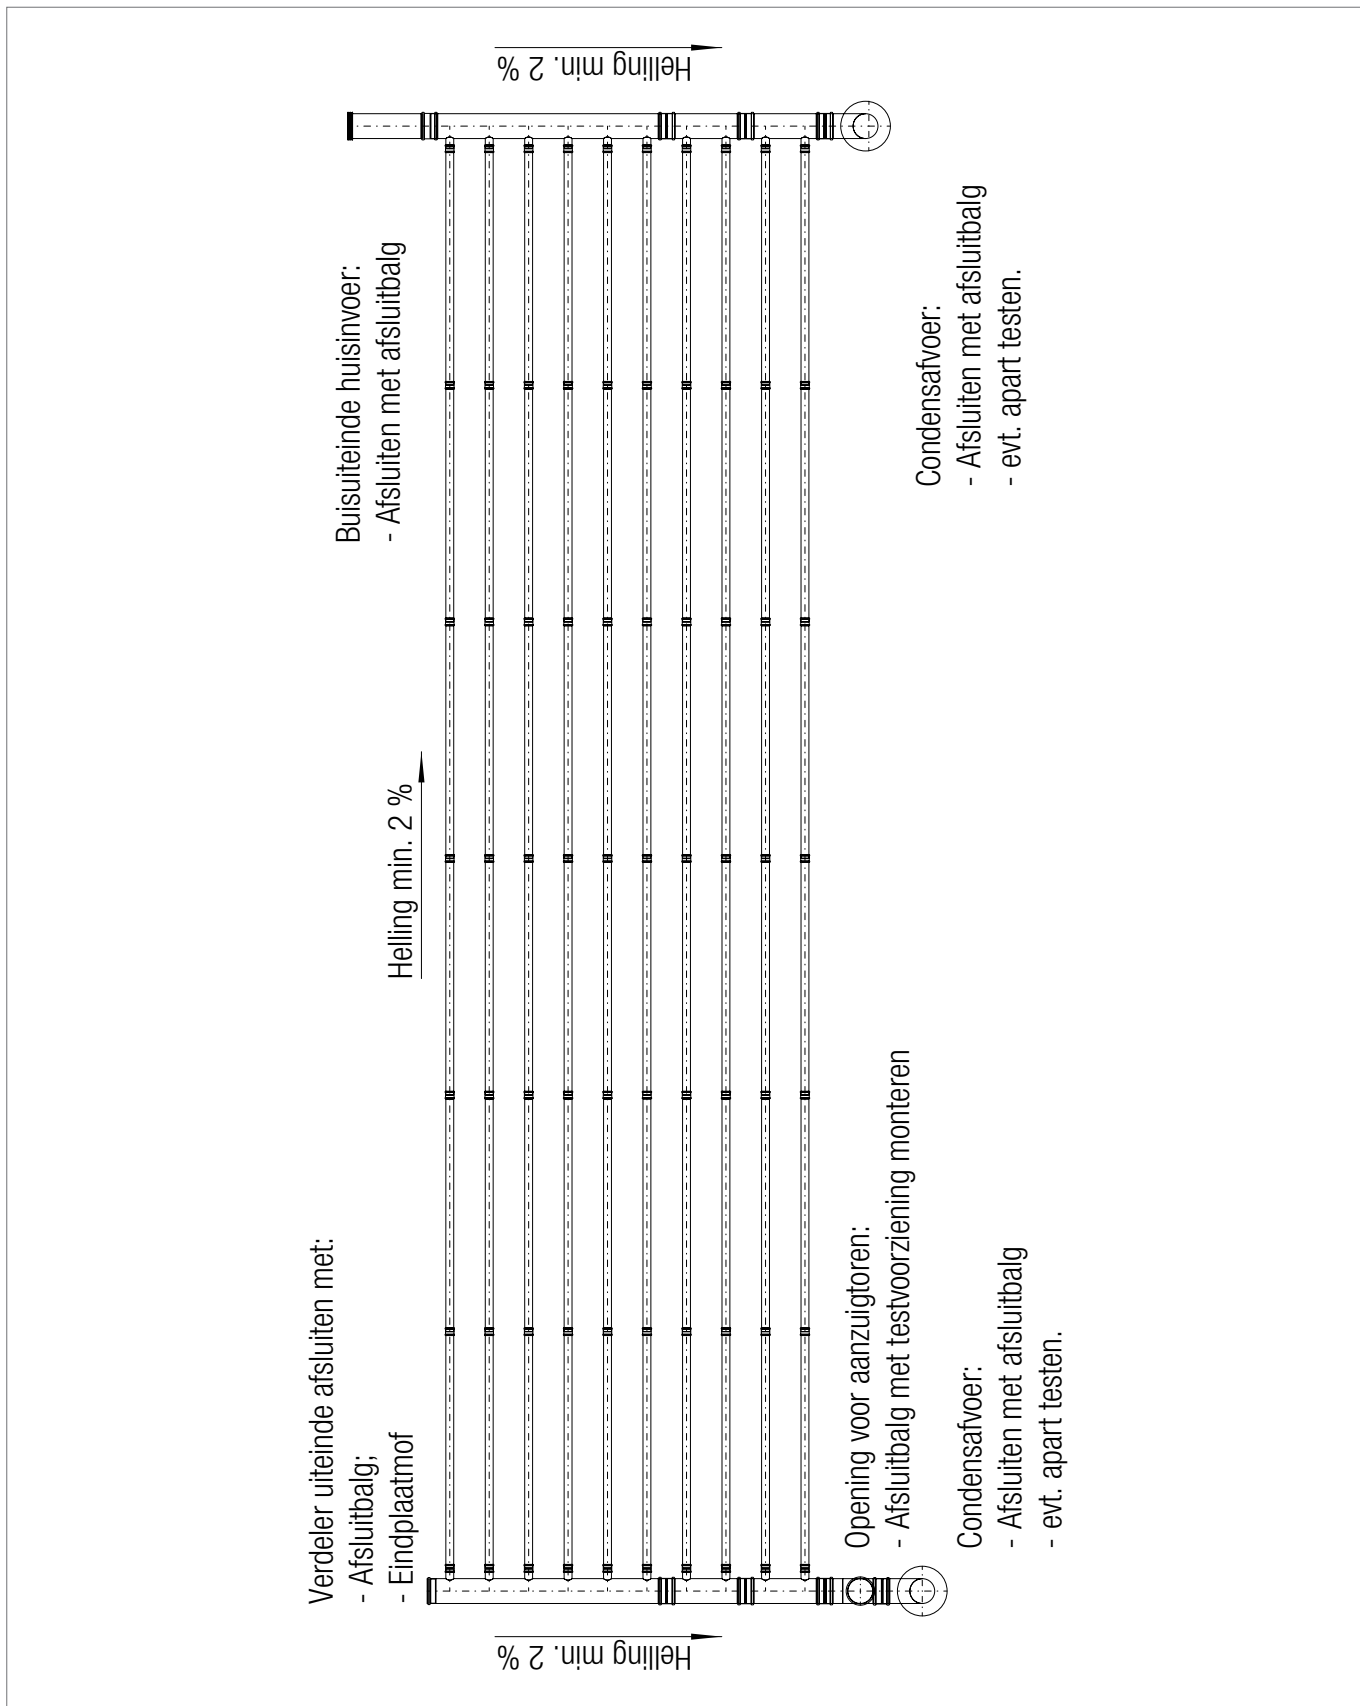 Helling min. 2 %
Buisuiteinde huisinvoer:
- Afsluiten met afsluitbalg
Condensafvoer:
- Afsluiten met afsluitbalg
- evt. apart testen.
Helling min. 2 %
Verdeler uiteinde afsluiten met:
- Afsluitbalg;
- Eindplaatmof
Opening voor aanzuigtoren:
- Afsluitbalg met testvoorziening monteren
Condensafvoer:
- Afsluiten met afsluitbalg
- evt. apart testen.
Helling min. 2 %